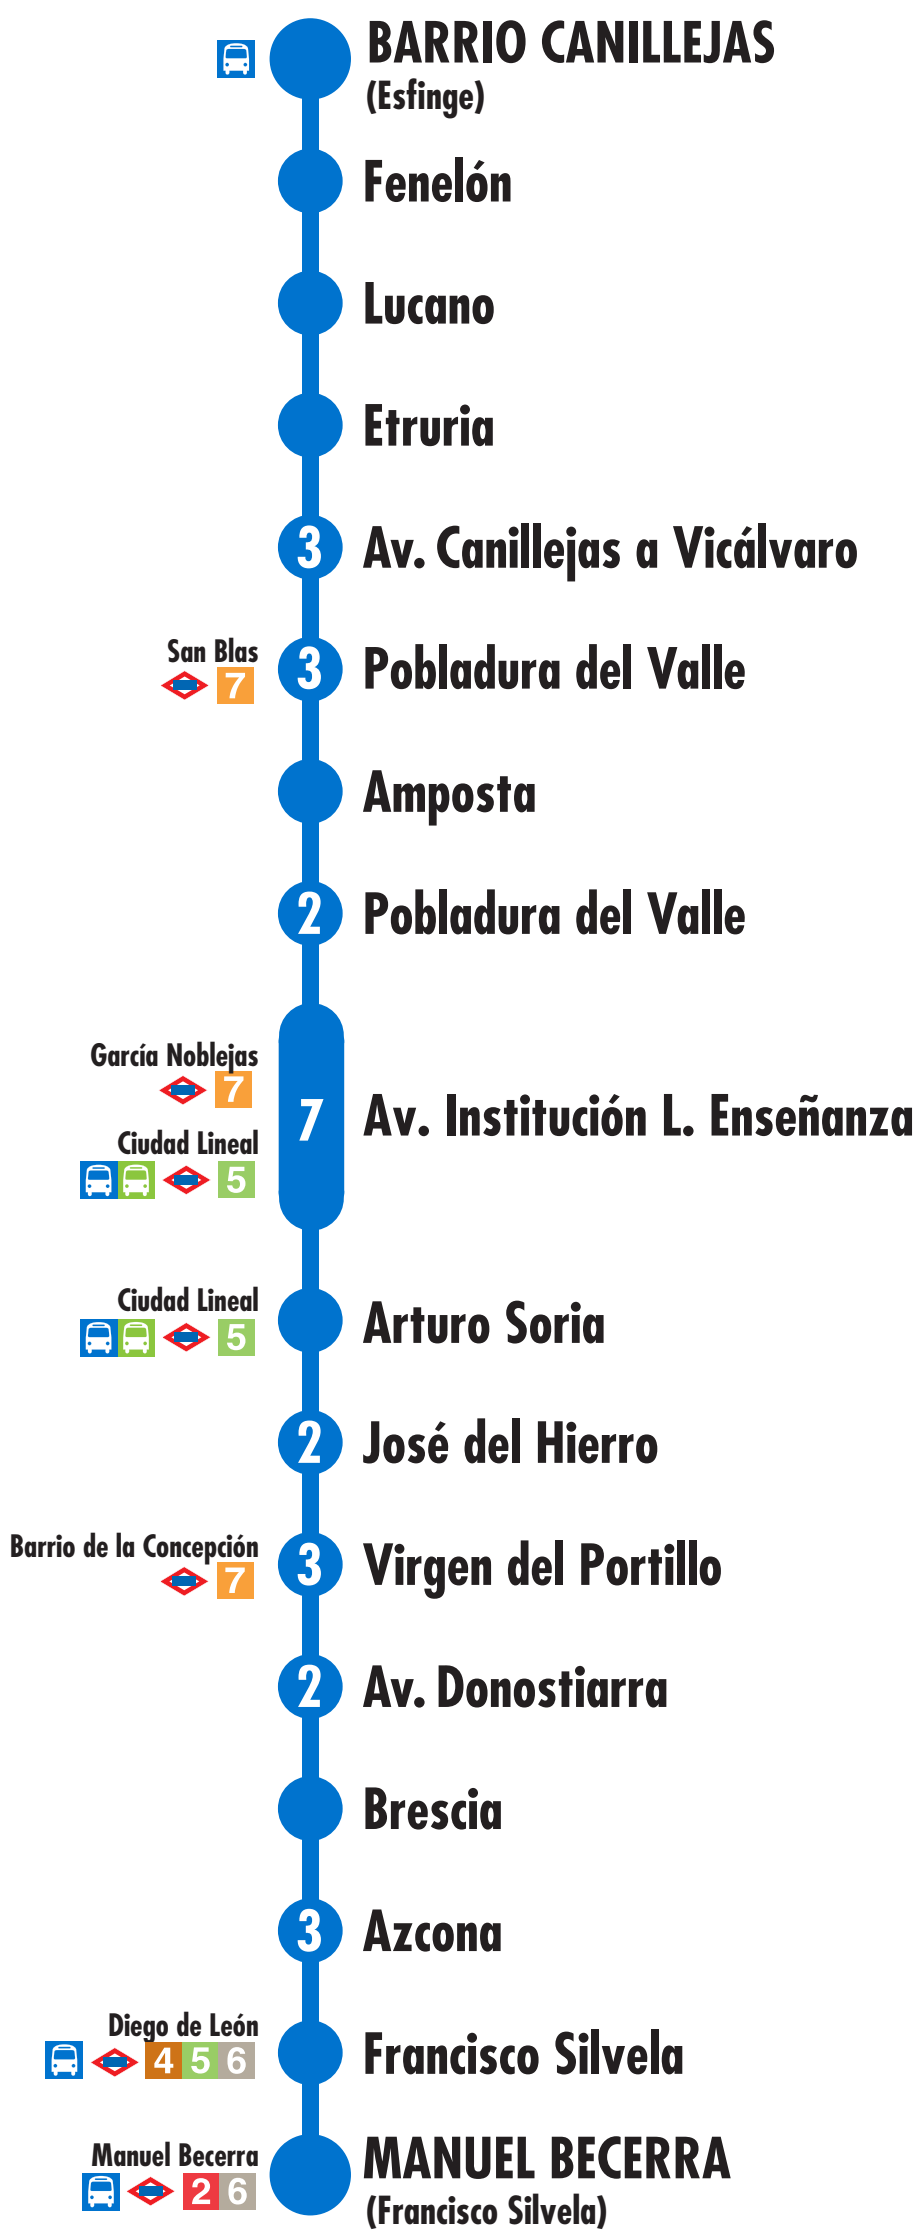 BARRIO CANILLEJAS
(Esfinge)
Fenelón
Lucano
Etruria
3 Av. Canillejas a Vicálvaro
San Blas
7
3 Pobladura del Valle
Amposta
2 Pobladura del Valle
García Noblejas
7
Ciudad Lineal
5
7 Av. Institución L. Enseñanza
Ciudad Lineal
5
Arturo Soria
2 José del Hierro
Barrio de la Concepción
7
3 Virgen del Portillo
2 Av. Donostiarra
Brescia
3 Azcona
Diego de León
4 5 6
Francisco Silvela
Manuel Becerra
2 6
MANUEL BECERRA
(Francisco Silvela)